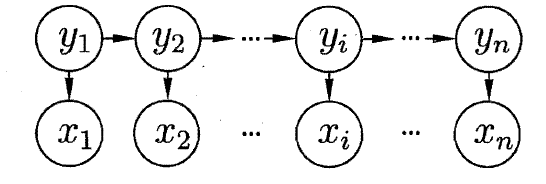 y₁ y₂ ... yᵢ ... yₙ
x₁ x₂ ... xᵢ ... xₙ